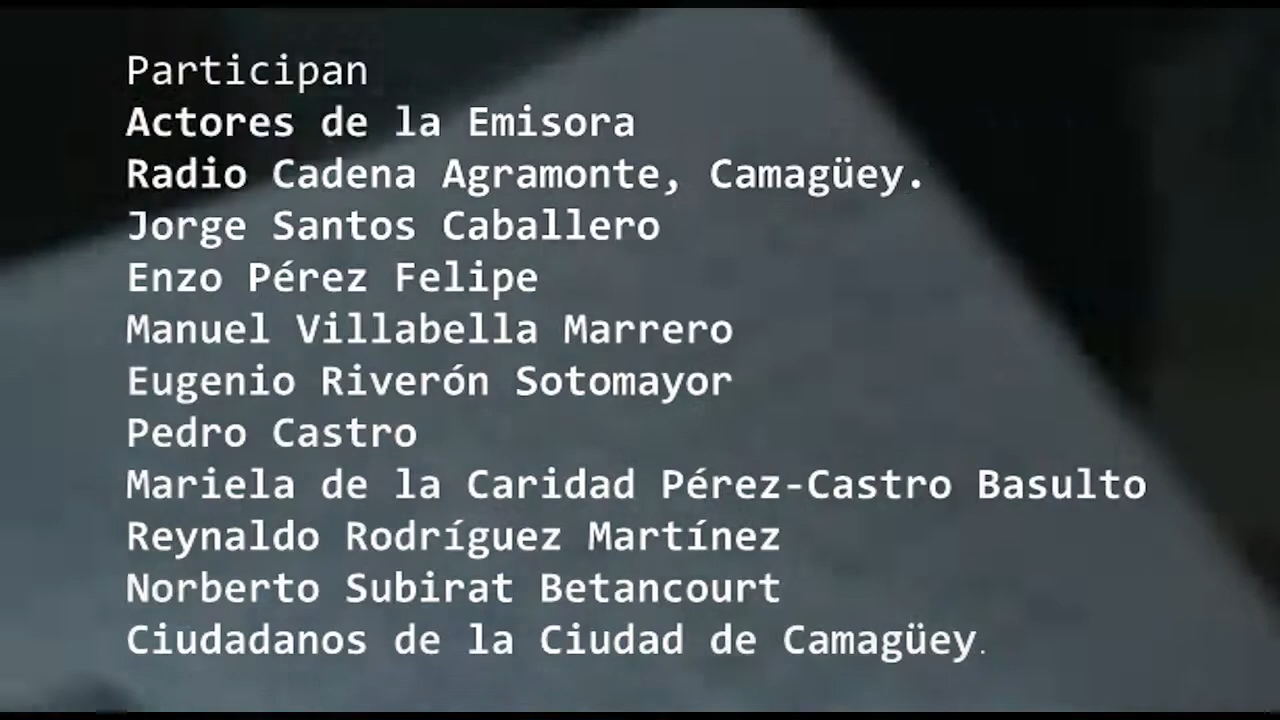 Participan
Actores de la Emisora
Radio Cadena Agramonte, Camagüey.
Jorge Santos Caballero
Enzo Pérez Felipe
Manuel Villabella Marrero
Eugenio Riverón Sotomayor
Pedro Castro
Mariela de la Caridad Pérez-Castro Basulto
Reynaldo Rodríguez Martínez
Norberto Subirat Betancourt
Ciudadanos de la Ciudad de Camagüey.